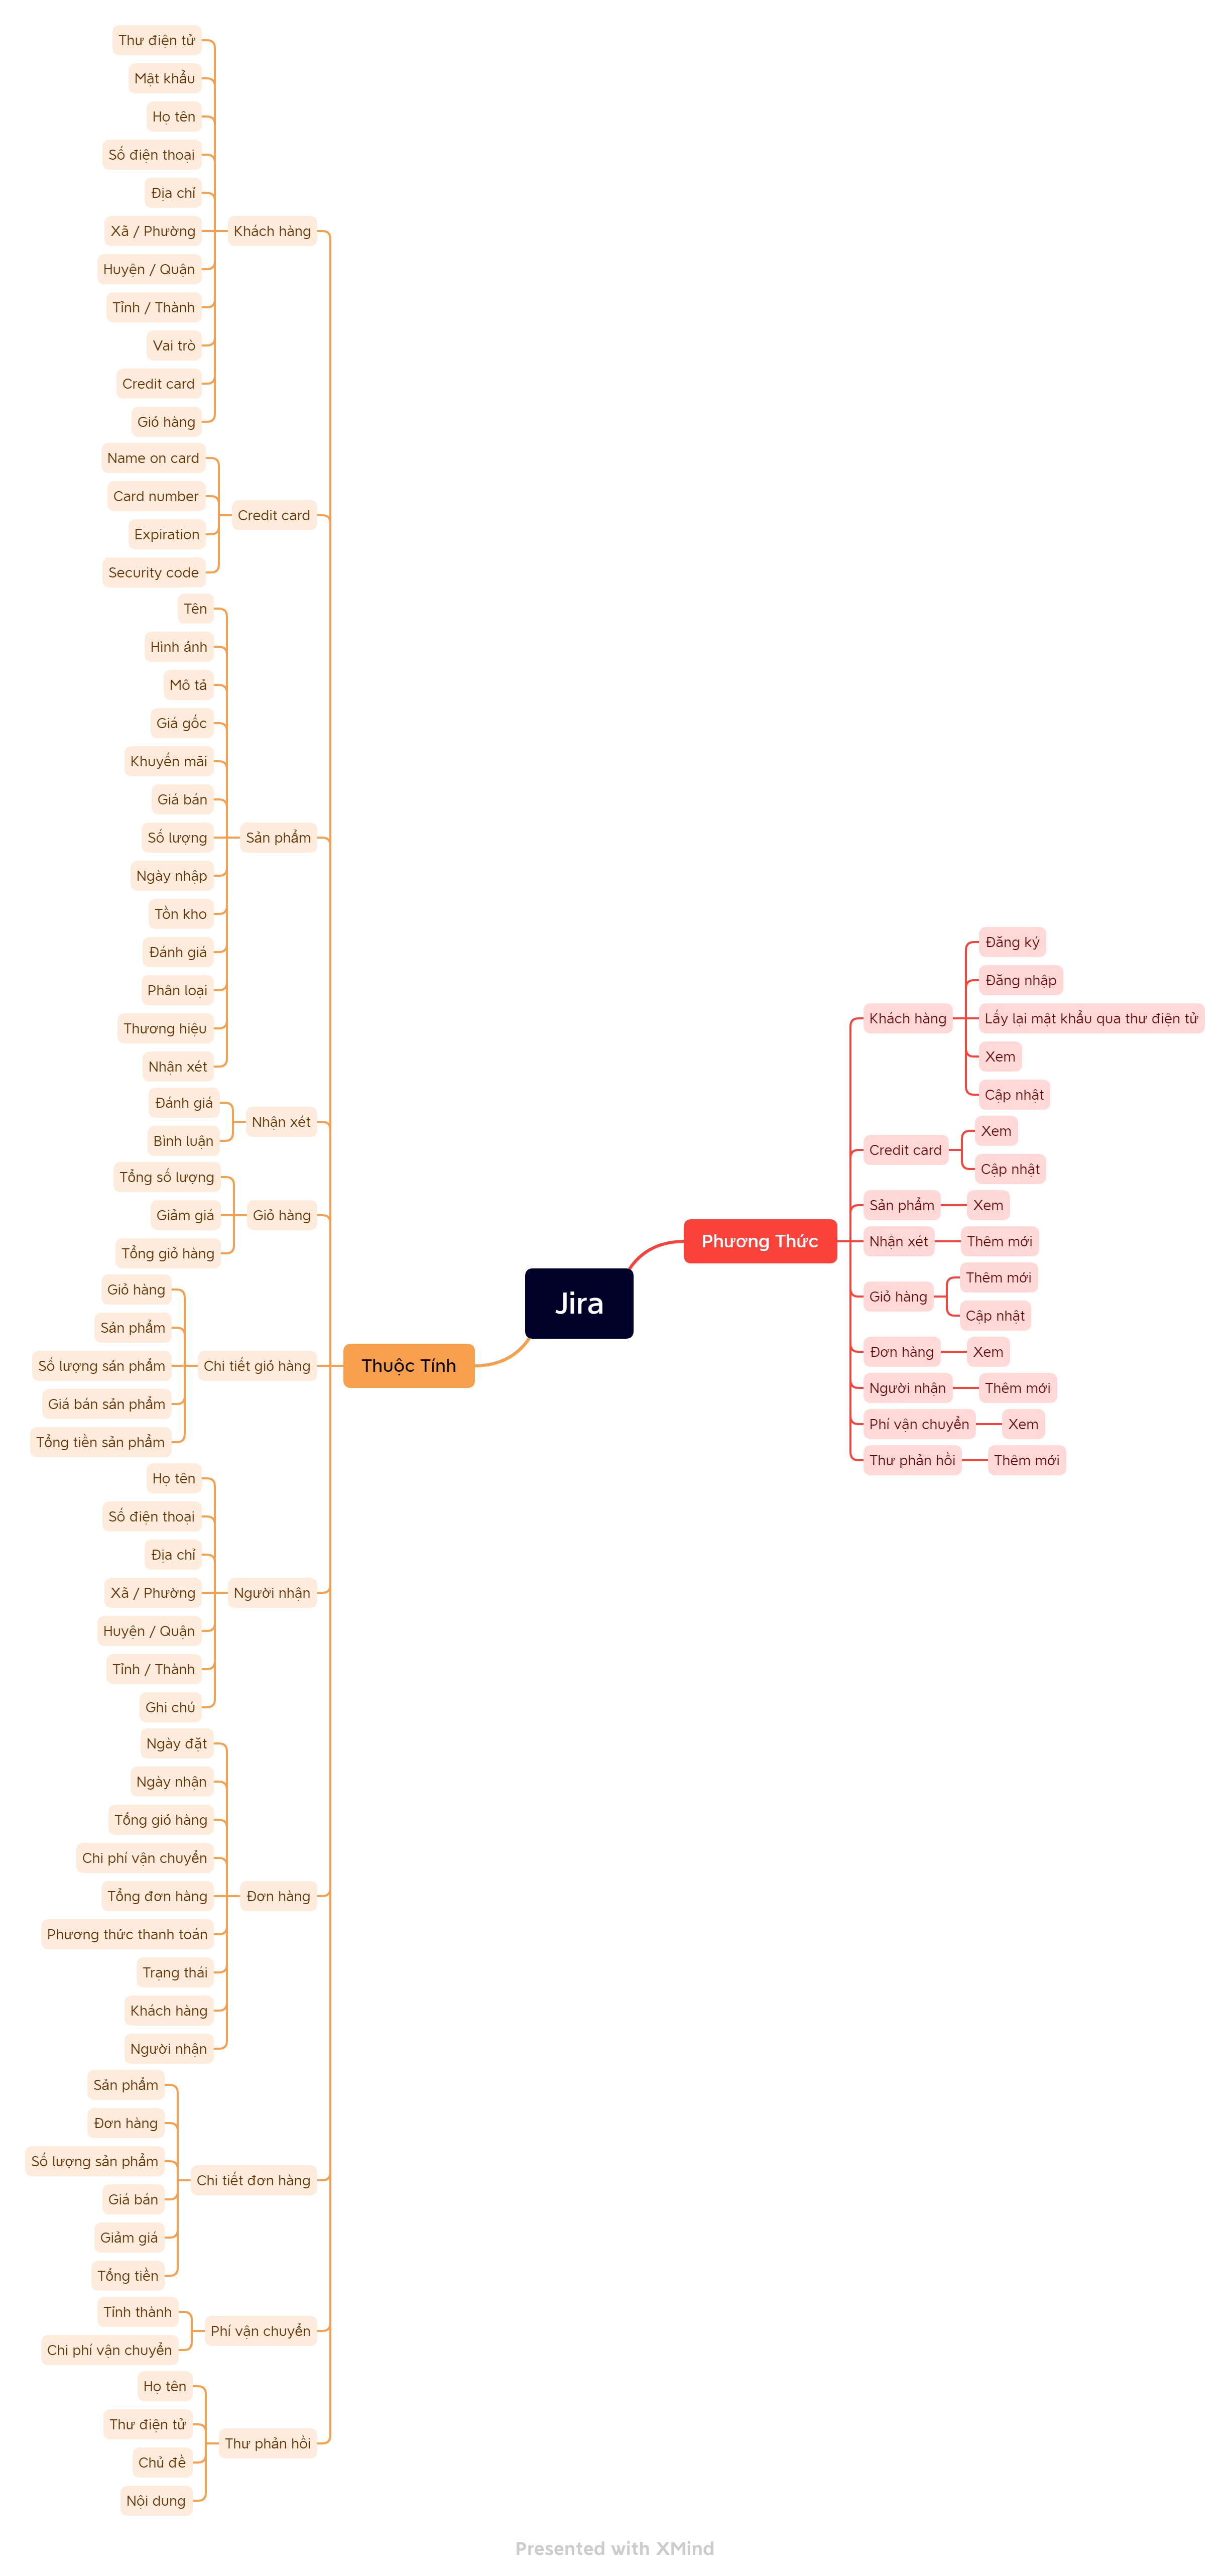 Thư điện tử
Mật khẩu
Họ tên
Số điện thoại
Địa chỉ
Xã / Phường
Huyện / Quận
Tỉnh / Thành
Vai trò
Credit card
Giỏ hàng
Khách hàng
Name on card
Card number
Expiration
Security code
Credit card
Tên
Hình ảnh
Mô tả
Giá gốc
Khuyến mãi
Giá bán
Số lượng
Ngày nhập
Tồn kho
Đánh giá
Phân loại
Thương hiệu
Nhận xét
Sản phẩm
Đánh giá
Bình luận
Nhận xét
Tổng số lượng
Giảm giá
Tổng giỏ hàng
Giỏ hàng
Giỏ hàng
Sản phẩm
Số lượng sản phẩm
Giá bán sản phẩm
Tổng tiền sản phẩm
Chi tiết giỏ hàng
Họ tên
Số điện thoại
Địa chỉ
Xã / Phường
Huyện / Quận
Tỉnh / Thành
Ghi chú
Người nhận
Ngày đặt
Ngày nhận
Tổng giỏ hàng
Chi phí vận chuyển
Tổng đơn hàng
Phương thức thanh toán
Trạng thái
Khách hàng
Người nhận
Đơn hàng
Sản phẩm
Đơn hàng
Số lượng sản phẩm
Giá bán
Giảm giá
Tổng tiền
Chi tiết đơn hàng
Tỉnh thành
Chi phí vận chuyển
Phí vận chuyển
Họ tên
Thư điện tử
Chủ đề
Nội dung
Thư phản hồi
Thuộc Tính
Jira
Phương Thức
Khách hàng
Đăng ký
Đăng nhập
Lấy lại mật khẩu qua thư điện tử
Xem
Cập nhật
Credit card
Xem
Cập nhật
Sản phẩm
Xem
Nhận xét
Thêm mới
Giỏ hàng
Thêm mới
Cập nhật
Đơn hàng
Xem
Người nhận
Thêm mới
Phí vận chuyển
Xem
Thư phản hồi
Thêm mới
Presented with XMind